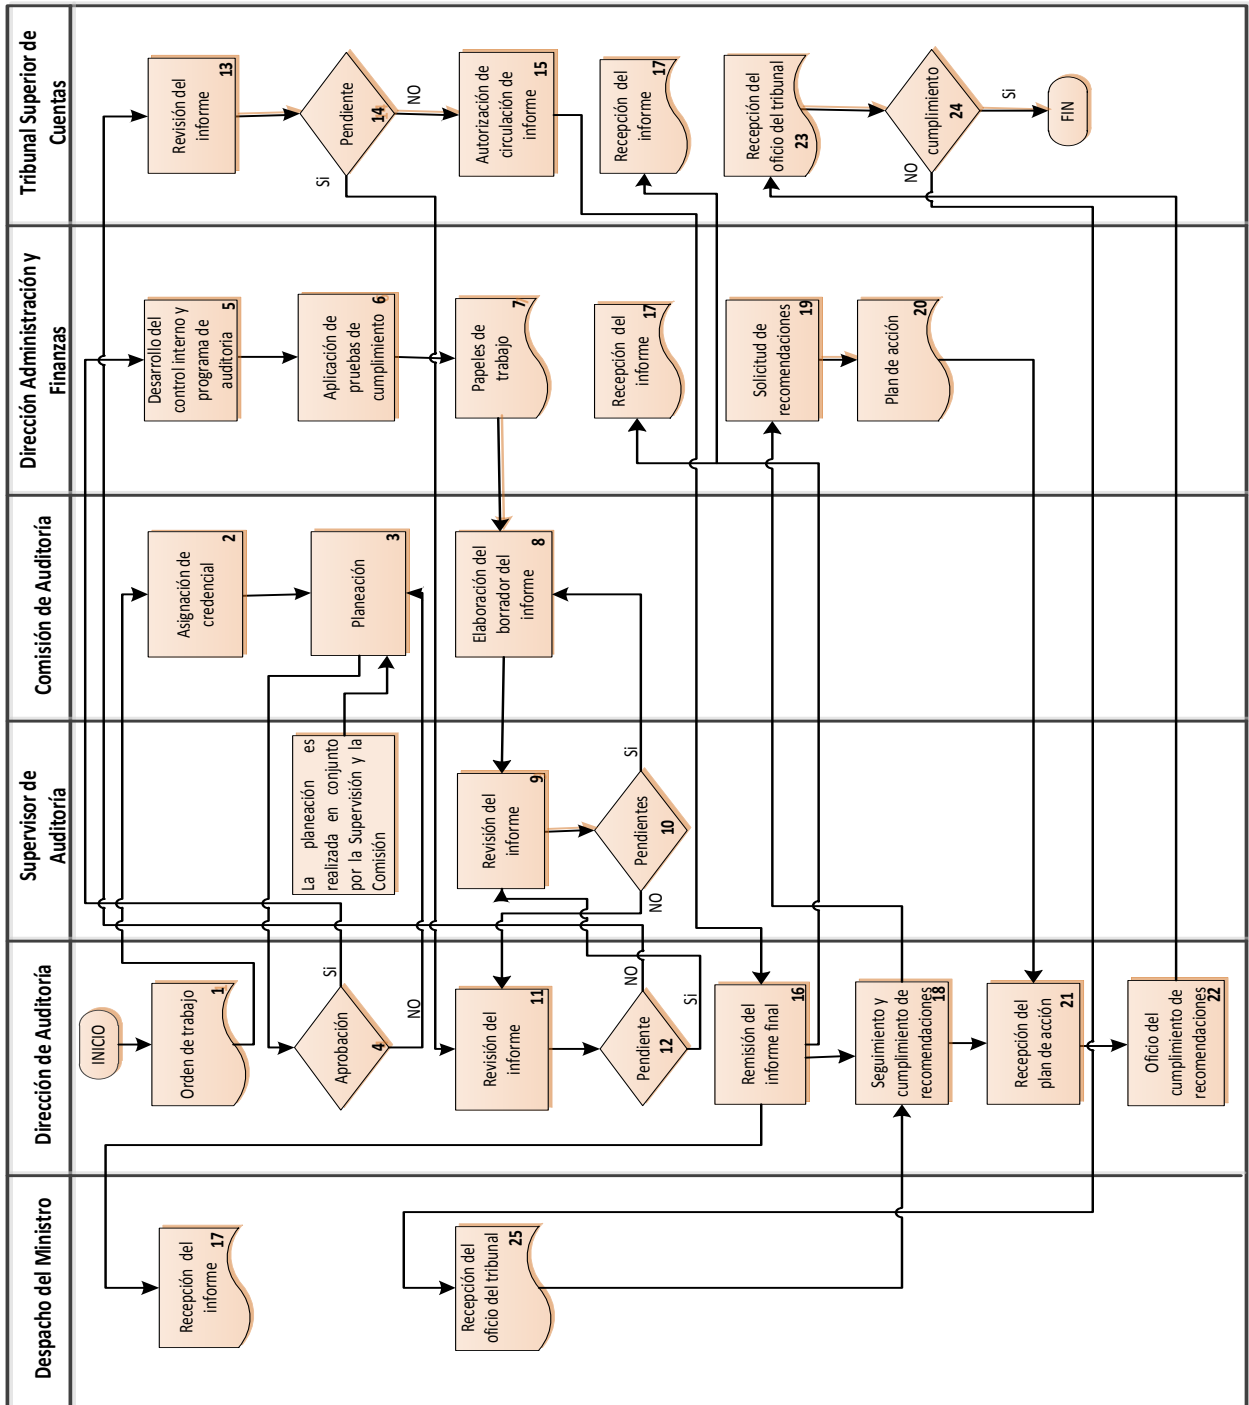 Despacho del Ministro
Dirección de Auditoría
Supervisor de
Auditoría
Comisión de Auditoría
Dirección Administración y
Finanzas
Tribunal Superior de
Cuentas
Recepción del
informe
17
Recepción del
oficio del tribunal
25
INICIO
Orden de trabajo
1
Aprobación
4
Si
NO
Revisión del
informe
11
Pendiente
12
NO
Si
Remisión del
informe final
16
Seguimiento y
cumplimiento de
recomendaciones
18
Recepción del
plan de acción
21
Oficio del
cumplimiento de
recomendaciones
22
La planeación es
realizada en conjunto
por la Supervisión y la
Comisión
Revisión del
informe
9
Pendientes
10
Si
NO
Asignación de
credencial
2
Planeación
3
Elaboración del
borrador del
informe
8
Desarrollo del
control interno y
programa de
auditoria
5
Aplicación de
pruebas de
cumplimiento
6
Papeles de
trabajo
7
Recepción del
informe
17
Solicitud de
recomendaciones
19
Plan de acción
20
Revisión del
informe
13
Pendiente
14
Si
NO
Autorización de
circulación de
informe
15
Recepción del
informe
17
Recepción del
oficio del tribunal
23
cumplimiento
24
NO
Si
FIN